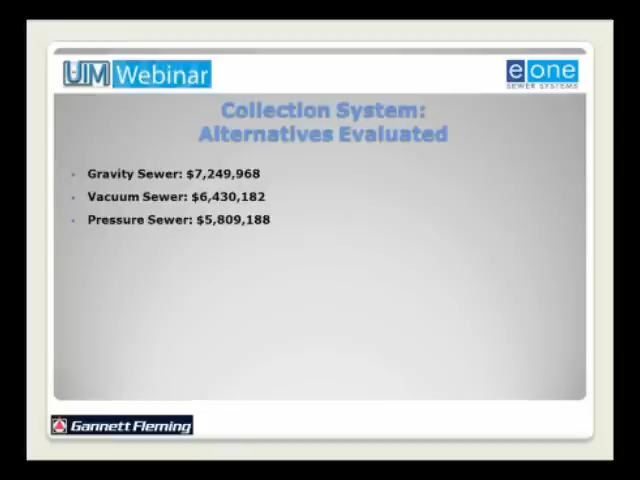 UIM Webinar
eone
SEWER SYSTEMS
Collection System:
Alternatives Evaluated
Gravity Sewer: $7,249,968
Vacuum Sewer: $6,430,182
Pressure Sewer: $5,809,188
Gannett Fleming